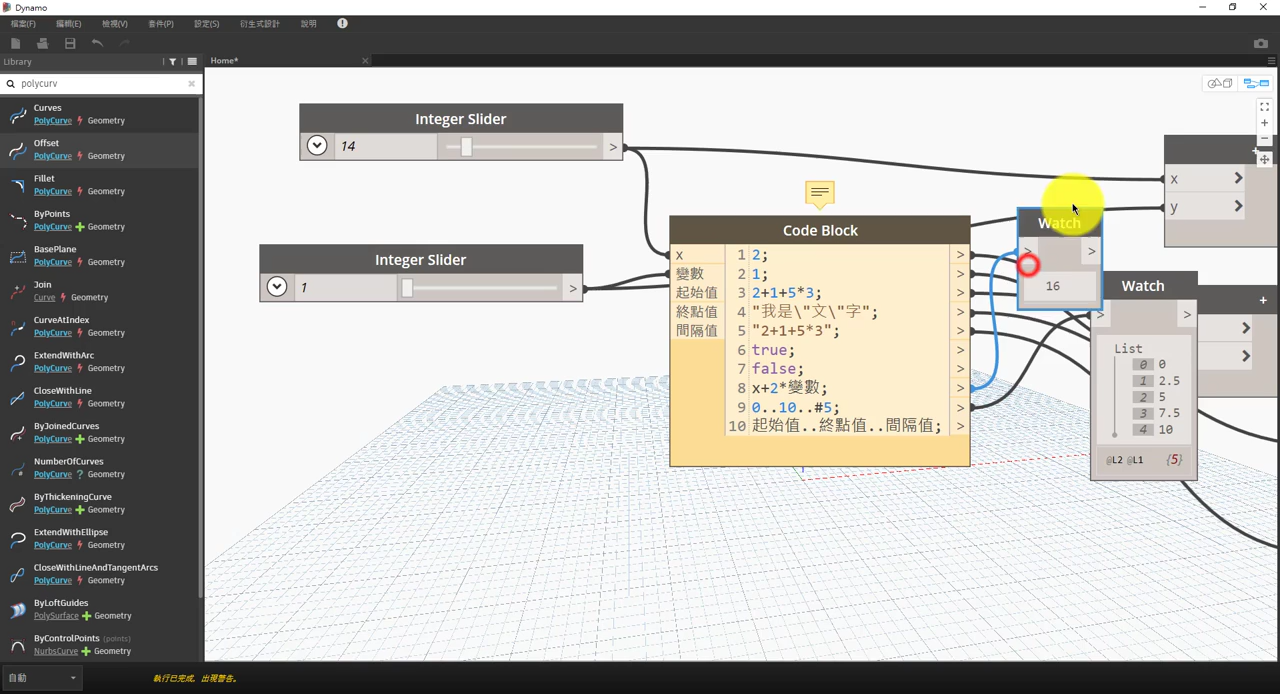 Dynamo
檔案(F) 編輯(E) 檢視(V) 套件(P) 設定(S) 衍生式設計 說明
Library
Home*
polycurv
Curves
PolyCurve Geometry
Offset
PolyCurve Geometry
Fillet
PolyCurve Geometry
ByPoints
PolyCurve Geometry
BasePlane
PolyCurve Geometry
Join
Curve Geometry
CurveAtIndex
PolyCurve Geometry
ExtendWithArc
PolyCurve Geometry
CloseWithLine
PolyCurve Geometry
ByJoinedCurves
PolyCurve Geometry
NumberOfCurves
PolyCurve ? Geometry
ByThickeningCurve
PolyCurve Geometry
ExtendWithEllipse
PolyCurve Geometry
CloseWithLineAndTangentArcs
PolyCurve Geometry
ByLoftGuides
PolySurface Geometry
ByControlPoints (points)
NurbsCurve Geometry
Integer Slider
14 >
Integer Slider
1 >
Code Block
x 1 2; >
變數 2 1; >
起始值 3 2+1+5*3; >
終點值 4 "我是\"文\"字"; >
間隔值 5 "2+1+5*3"; >
6 true; >
7 false; >
8 x+2*變數; >
9 0..10..#5; >
10 起始值..終點值..間隔值; >
Watch
> >
16
Watch
> >
List
0 0
1 2.5
2 5
3 7.5
4 10
@L2 @L1 {5}
+
x >
y >
+
>
>
自動
執行已完成，出現警告。